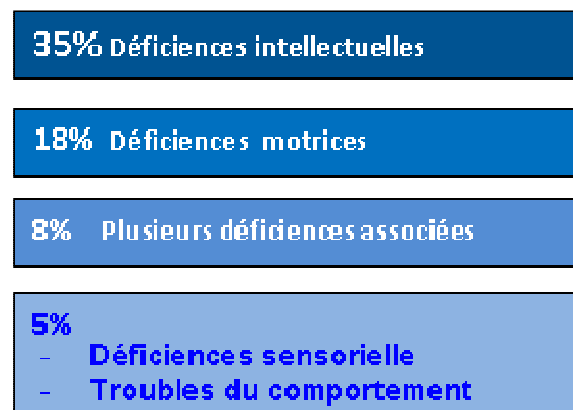 35% Déficiences intellectuelles
18% Déficiences motrices
8% Plusieurs déficiences associées
5%
- Déficiences sensorielle
- Troubles du comportement